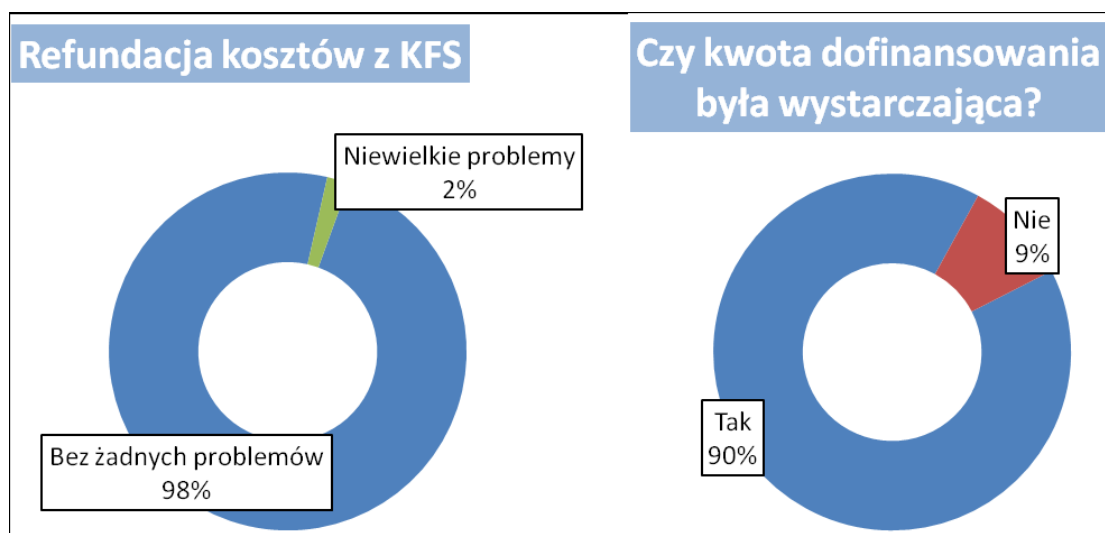 Refundacja kosztów z KFS
Niewielkie problemy
2%
Bez żadnych problemów
98%
Czy kwota dofinansowania
była wystarczająca?
Nie
9%
Tak
90%